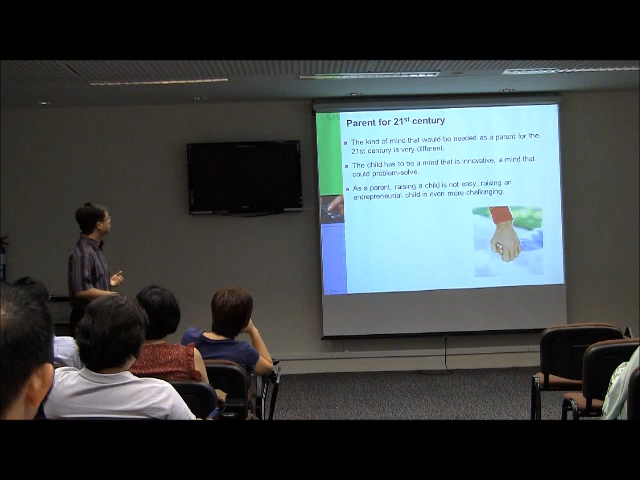 Parent for 21st century
The kind of mind that would be needed as a parent for the
21st century is very different.
The child has to be a mind that is innovative, a mind that
could problem-solve.
As a parent, raising a child is not easy, raising an
entrepreneurial child is even more challenging.